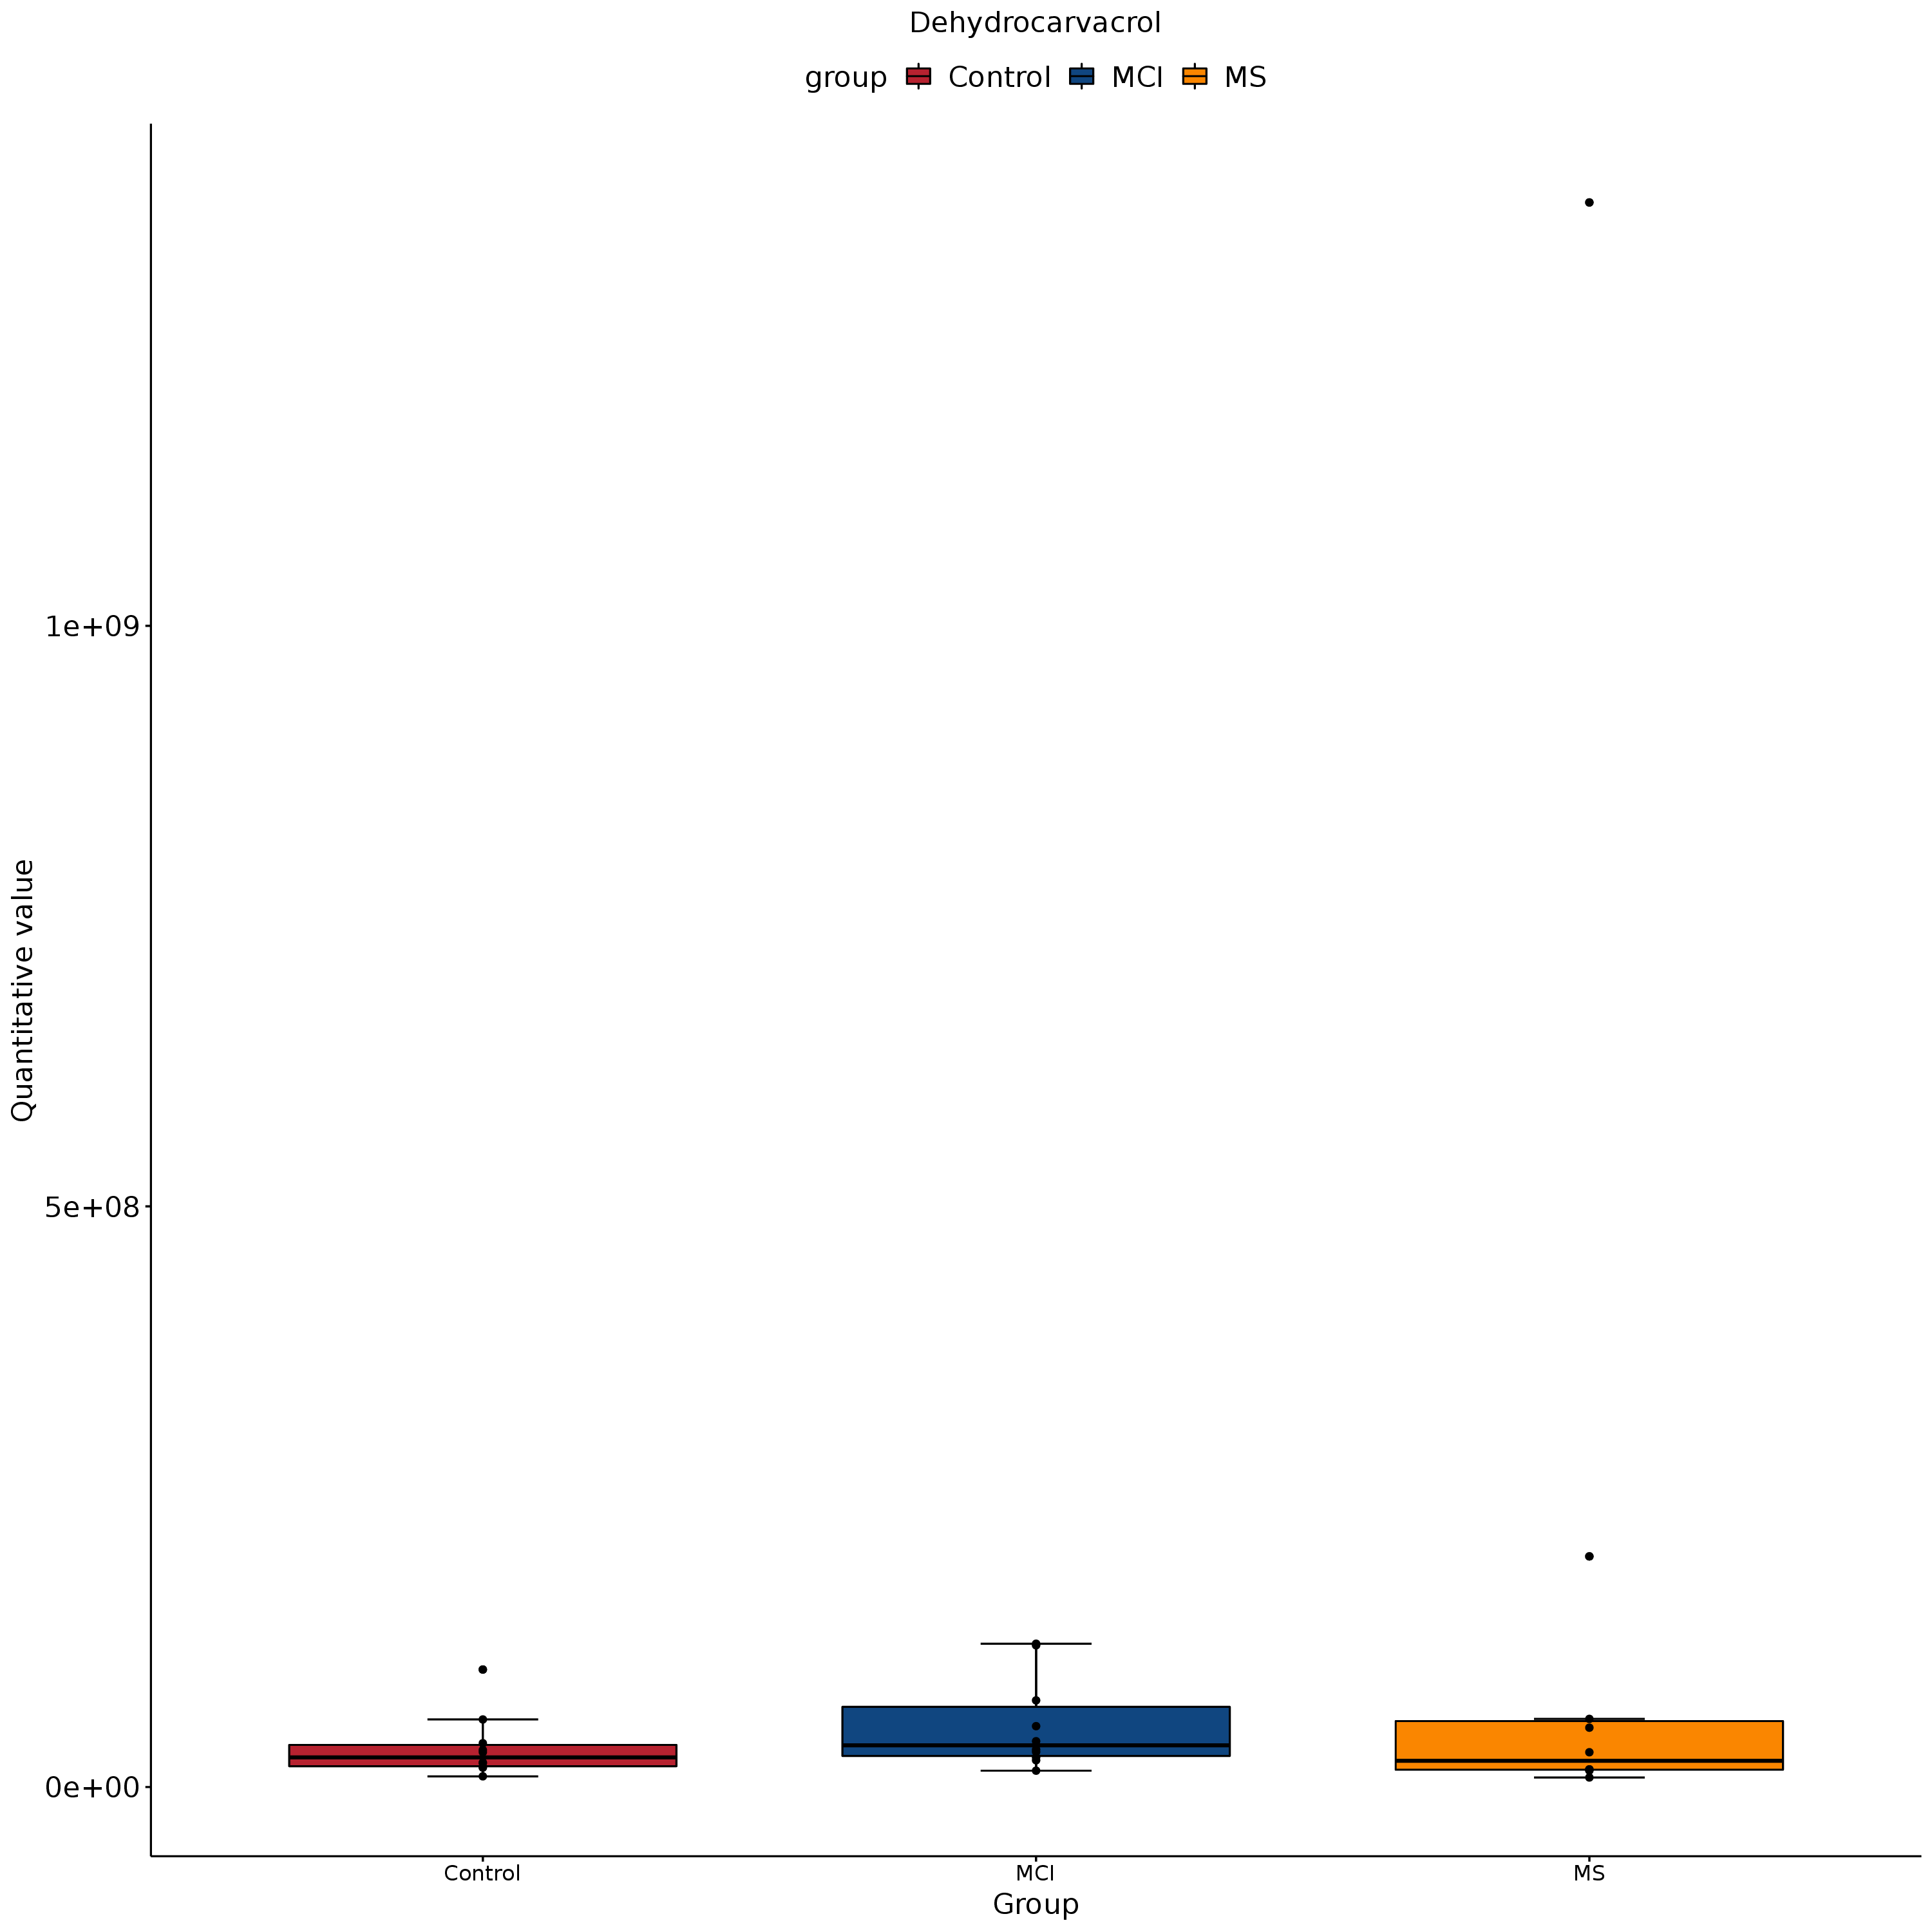 Dehydrocarvacrol
group Control MCI MS
Quantitative value
1e+09
5e+08
0e+00
Control MCI MS
Group